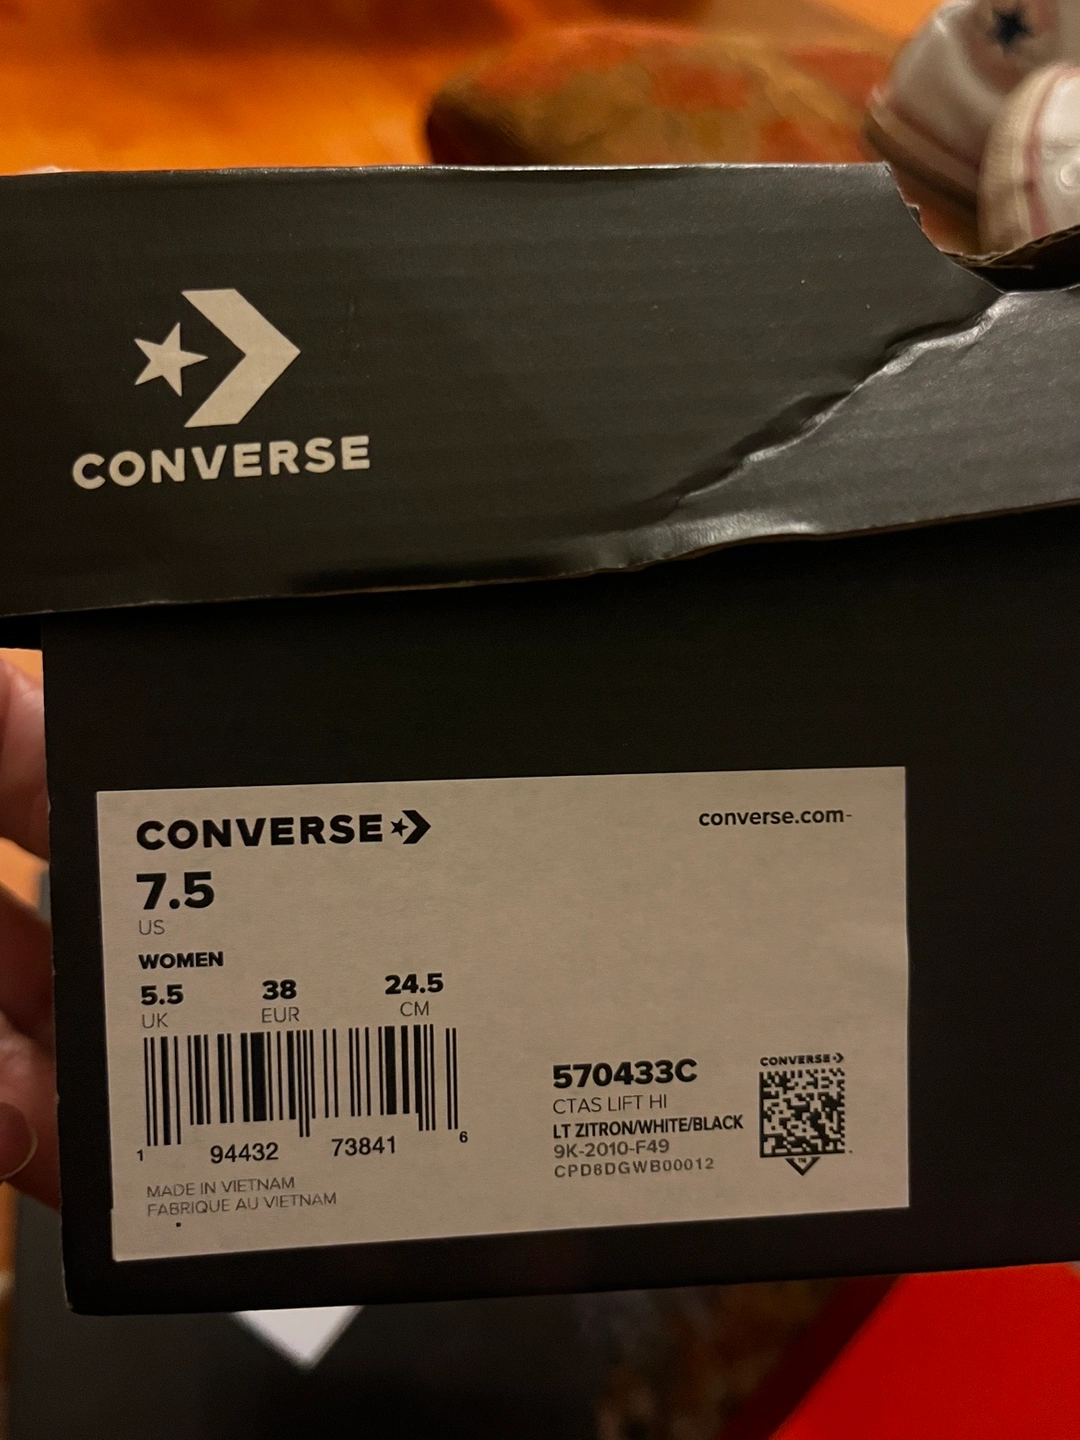 CONVERSE
CONVERSE
converse.com-
7.5
US
WOMEN
5.5 38 24.5
UK EUR CM
1 94432 73841 6
MADE IN VIETNAM
FABRIQUE AU VIETNAM
570433C
CTAS LIFT HI
LT ZITRON/WHITE/BLACK
9K-2010-F49
CPD6DGWB00012
CONVERSE